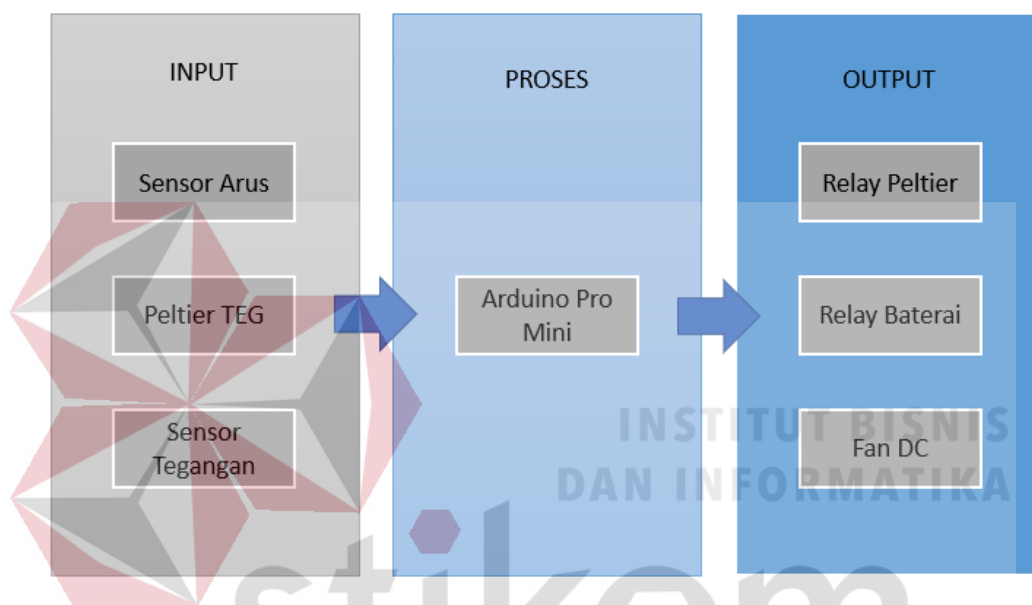 INPUT
Sensor Arus
Peltier TEG
Sensor
Tegangan
PROSES
Arduino Pro
Mini
OUTPUT
Relay Peltier
Relay Baterai
Fan DC
INSTITUT BISNIS
DAN INFORMATIKA
stikom